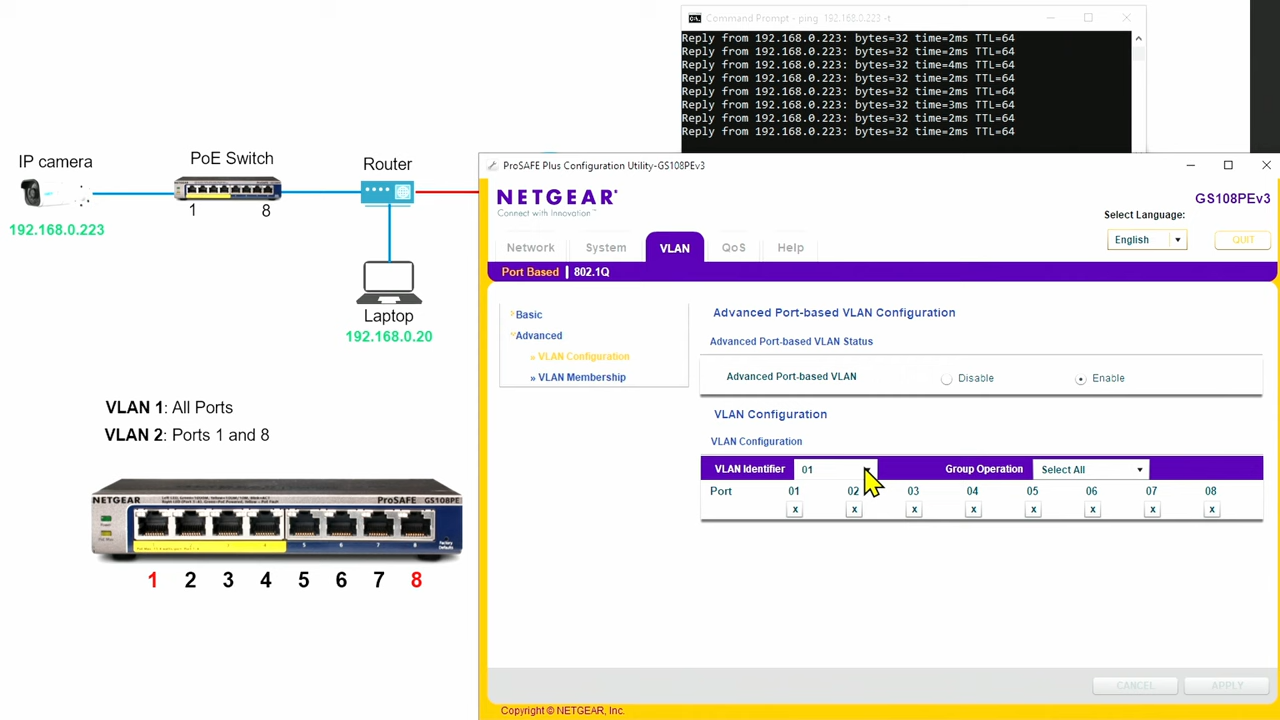 Command Prompt - ping 192.168.0.223 -t
Reply from 192.168.0.223: bytes=32 time=2ms TTL=64
Reply from 192.168.0.223: bytes=32 time=2ms TTL=64
Reply from 192.168.0.223: bytes=32 time=4ms TTL=64
Reply from 192.168.0.223: bytes=32 time=2ms TTL=64
Reply from 192.168.0.223: bytes=32 time=2ms TTL=64
Reply from 192.168.0.223: bytes=32 time=3ms TTL=64
Reply from 192.168.0.223: bytes=32 time=2ms TTL=64
Reply from 192.168.0.223: bytes=32 time=2ms TTL=64
IP camera
PoE Switch
Router
1
8
192.168.0.223
Laptop
192.168.0.20
VLAN 1: All Ports
VLAN 2: Ports 1 and 8
NETGEAR
ProSAFE
GS108PE
1 2 3 4 5 6 7 8
ProSAFE Plus Configuration Utility-GS108PEv3
NETGEAR
Connect with Innovation™
GS108PEv3
Select Language:
English
QUIT
Network
System
VLAN
QoS
Help
Port Based | 802.1Q
Basic
Advanced
» VLAN Configuration
» VLAN Membership
Advanced Port-based VLAN Configuration
Advanced Port-based VLAN Status
Advanced Port-based VLAN
Disable
Enable
VLAN Configuration
VLAN Configuration
VLAN Identifier
01
Group Operation
Select All
Port 01 02 03 04 05 06 07 08
x x x x x x x x
CANCEL
APPLY
Copyright © NETGEAR, Inc.